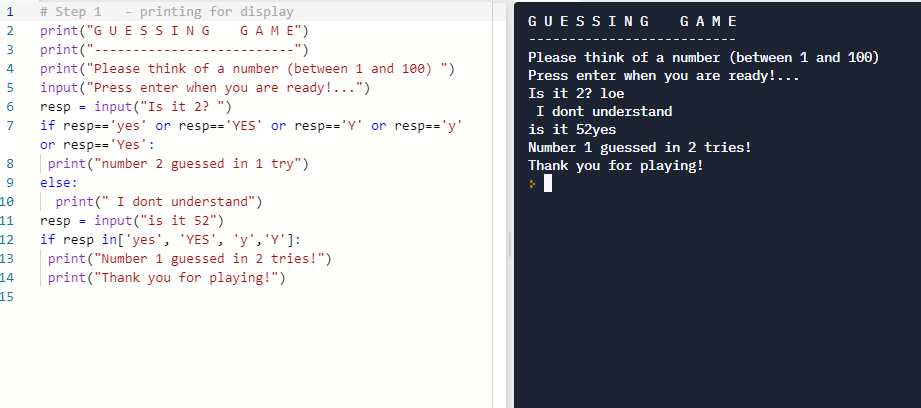 1 # Step 1   - printing for display
2 print("G U E S S I N G    G A M E")
3 print("--------------------------")
4 print("Please think of a number (between 1 and 100) ")
5 input("Press enter when you are ready!...")
6 resp = input("Is it 2? ")
7 if resp=='yes' or resp=='YES' or resp=='Y' or resp=='y'
or resp=='Yes':
8  print("number 2 guessed in 1 try")
9 else:
10   print(" I dont understand")
11 resp = input("is it 52")
12 if resp in['yes', 'YES', 'y','Y']:
13  print("Number 1 guessed in 2 tries!")
14  print("Thank you for playing!")
15
G U E S S I N G    G A M E
--------------------------
Please think of a number (between 1 and 100)
Press enter when you are ready!...
Is it 2? loe
 I dont understand
is it 52yes
Number 1 guessed in 2 tries!
Thank you for playing!